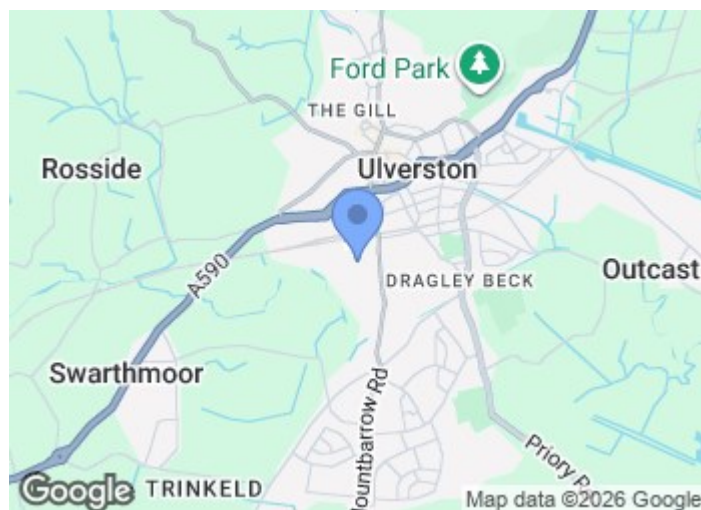 Ford Park
THE GILL
Rosside
Ulverston
A590
DRAGLEY BECK
Outcast
Swarthmoor
Mountbarrow Rd
Priory
Google
TRINKELD
Map data ©2026 Google